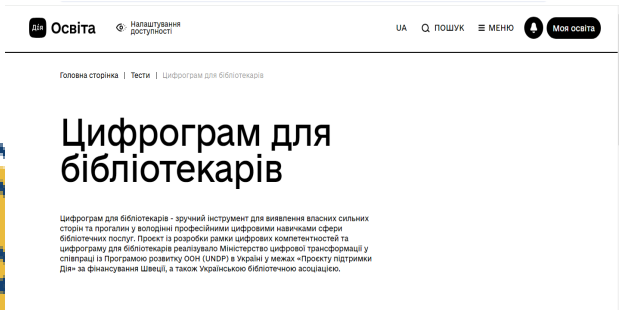 Дія Освіта
Налаштування
доступності
UA ПОШУК МЕНЮ Моя освіта
Головна сторінка | Тести | Цифрограм для бібліотекарів
Цифрограм для
бібліотекарів
Цифрограм для бібліотекарів - зручний інструмент для виявлення власних сильних
сторін та прогалин у володінні професійними цифровими навичками сфери
бібліотечних послуг. Проєкт із розробки рамки цифрових компетентностей та
цифрограму для бібліотекарів реалізувало Міністерство цифрової трансформації у
співпраці із Програмою розвитку ООН (UNDP) в Україні у межах «Проєкту підтримки
Дія» за фінансування Швеції, а також Українською бібліотечною асоціацією.